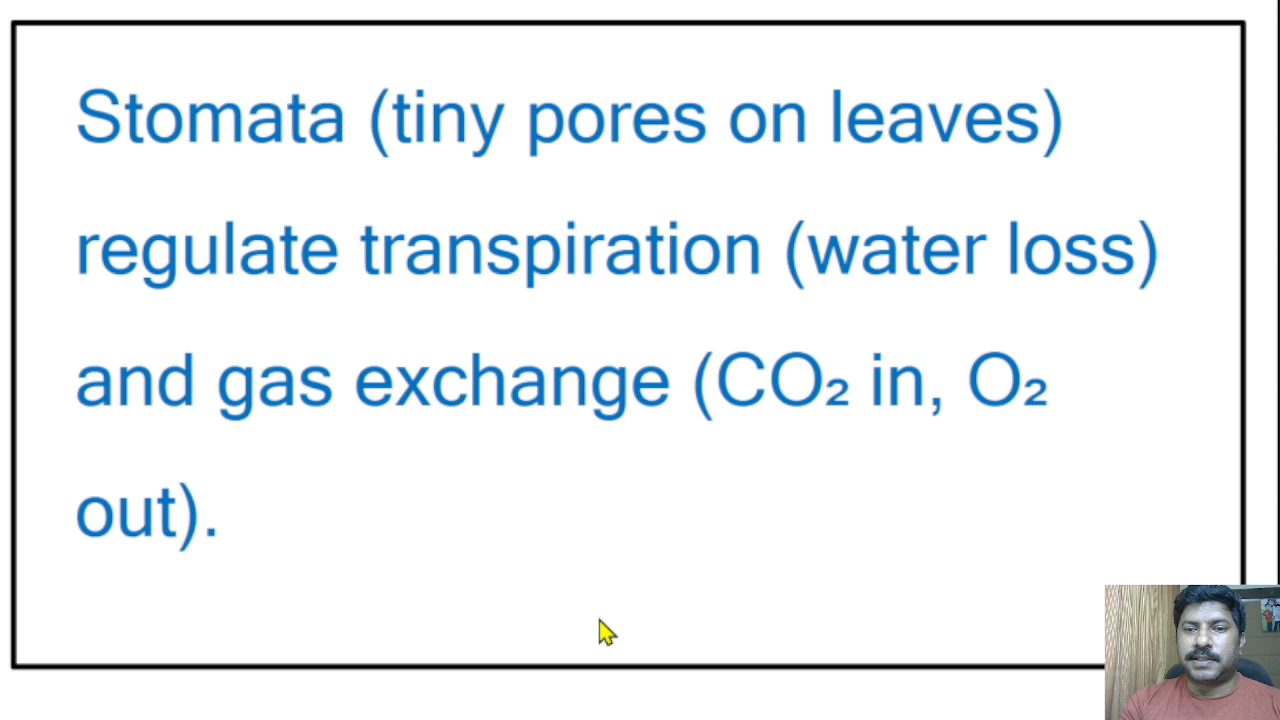 Stomata (tiny pores on leaves)
regulate transpiration (water loss)
and gas exchange (CO₂ in, O₂
out).